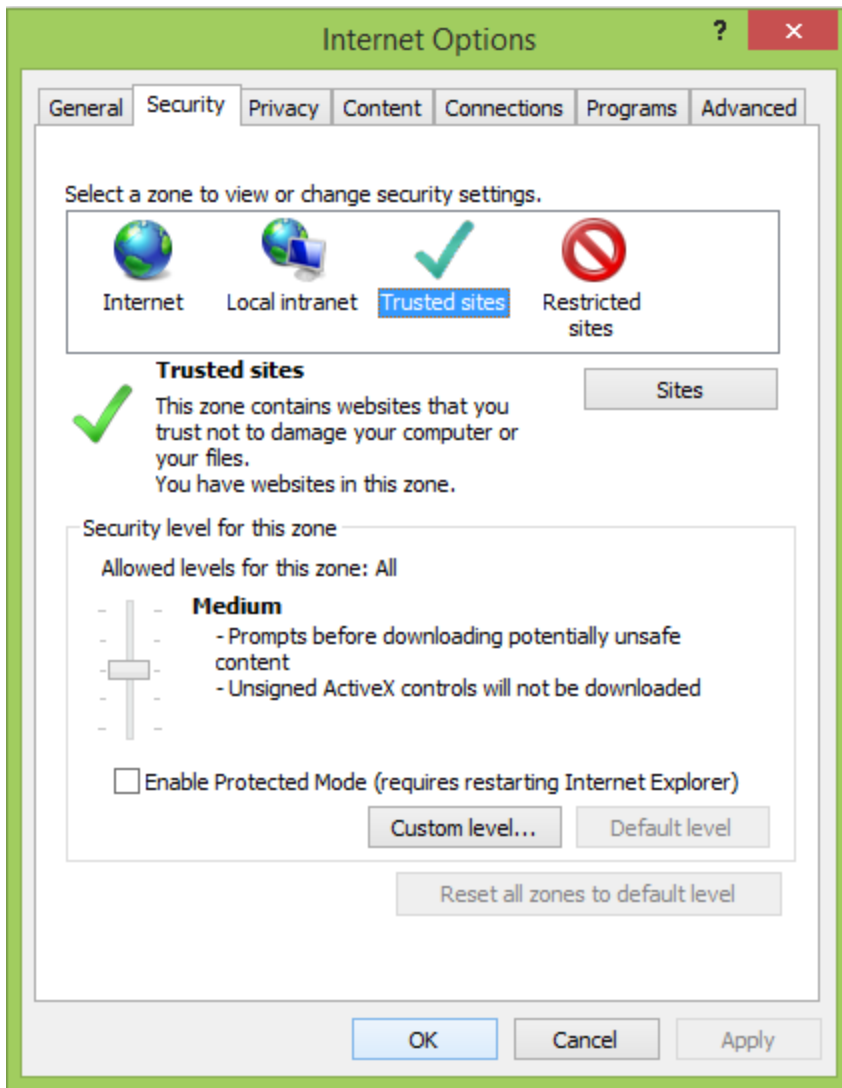 Internet Options
?
×
General Security Privacy Content Connections Programs Advanced
Select a zone to view or change security settings.
Internet Local intranet Trusted sites Restricted
sites
Trusted sites
Sites
This zone contains websites that you
trust not to damage your computer or
your files.
You have websites in this zone.
Security level for this zone
Allowed levels for this zone: All
Medium
- Prompts before downloading potentially unsafe
content
- Unsigned ActiveX controls will not be downloaded
Enable Protected Mode (requires restarting Internet Explorer)
Custom level... Default level
Reset all zones to default level
OK Cancel Apply